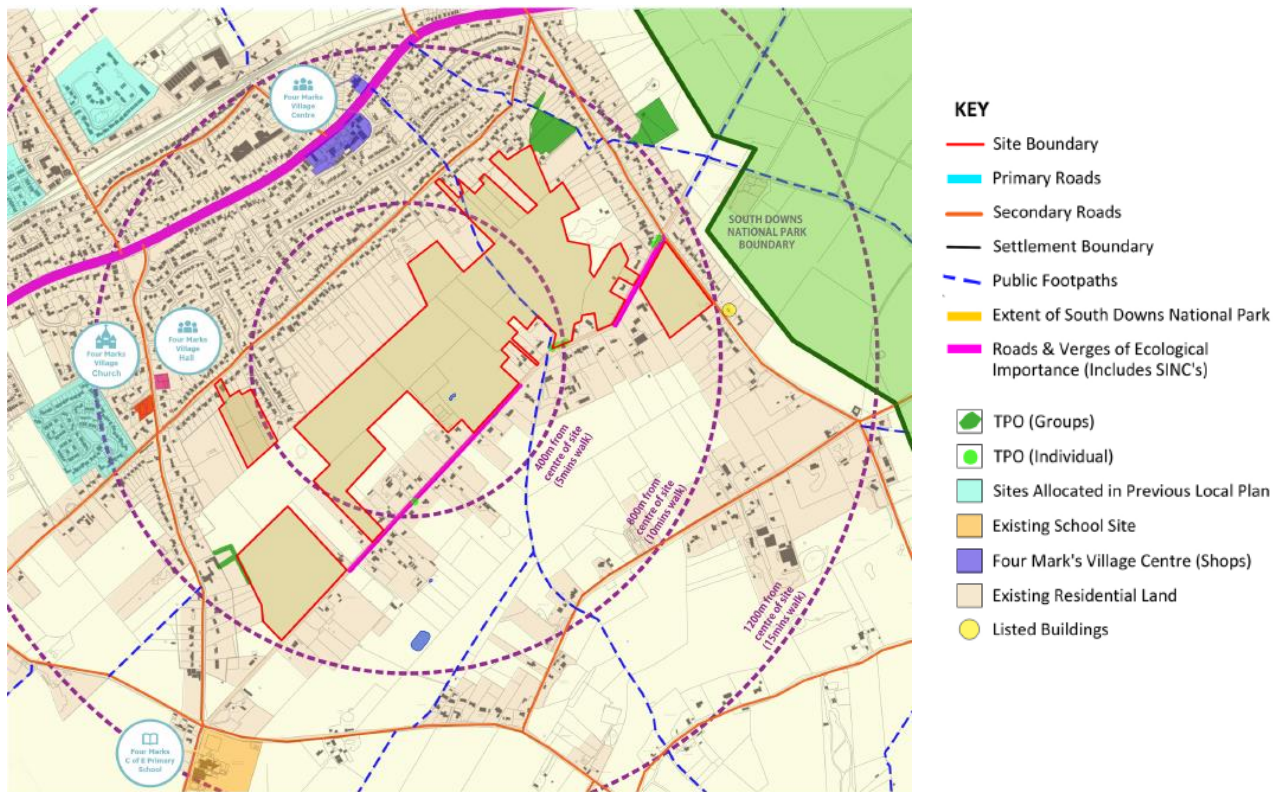 Four Marks
Village
Centre
SOUTH DOWNS
NATIONAL PARK
BOUNDARY
Four Marks
Village
Church
Four Marks
Village
Hall
400m from
centre of site
(5mins walk)
800m from
centre of site
(10mins walk)
1200m from
centre of site
(15mins walk)
Four Marks
C of E Primary
School
KEY
Site Boundary
Primary Roads
Secondary Roads
Settlement Boundary
Public Footpaths
Extent of South Downs National Park
Roads & Verges of Ecological
Importance (Includes SINC's)
TPO (Groups)
TPO (Individual)
Sites Allocated in Previous Local Plan
Existing School Site
Four Mark's Village Centre (Shops)
Existing Residential Land
Listed Buildings